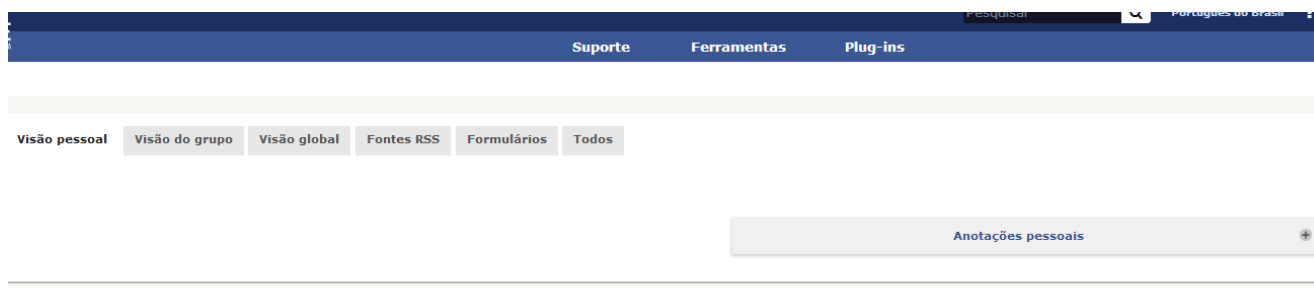 Pesquisar Português do Brasil
Suporte Ferramentas Plug-ins
Visão pessoal Visão do grupo Visão global Fontes RSS Formulários Todos
Anotações pessoais